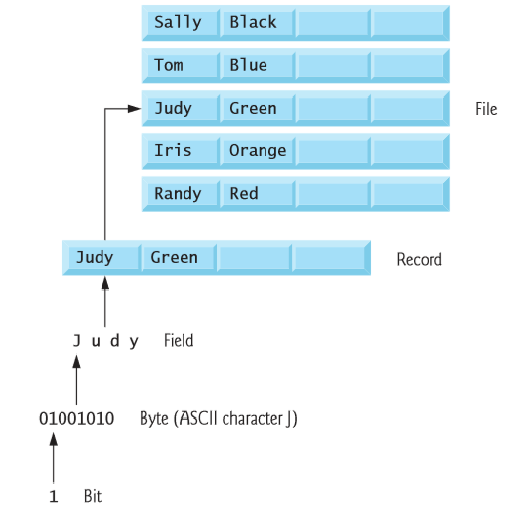 Sally Black
Tom Blue
Judy Green File
Iris Orange
Randy Red
Judy Green Record
J u d y Field
01001010 Byte (ASCII character J)
1 Bit